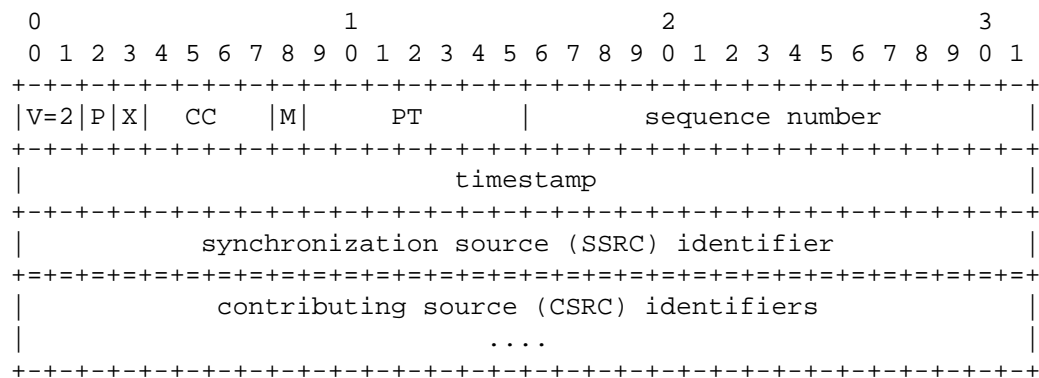 0                   1                   2                   3
 0 1 2 3 4 5 6 7 8 9 0 1 2 3 4 5 6 7 8 9 0 1 2 3 4 5 6 7 8 9 0 1
+-+-+-+-+-+-+-+-+-+-+-+-+-+-+-+-+-+-+-+-+-+-+-+-+-+-+-+-+-+-+-+-+
|V=2|P|X|  CC   |M|     PT      |       sequence number         |
+-+-+-+-+-+-+-+-+-+-+-+-+-+-+-+-+-+-+-+-+-+-+-+-+-+-+-+-+-+-+-+-+
|                           timestamp                           |
+-+-+-+-+-+-+-+-+-+-+-+-+-+-+-+-+-+-+-+-+-+-+-+-+-+-+-+-+-+-+-+-+
|           synchronization source (SSRC) identifier            |
+=+=+=+=+=+=+=+=+=+=+=+=+=+=+=+=+=+=+=+=+=+=+=+=+=+=+=+=+=+=+=+=+
|            contributing source (CSRC) identifiers             |
|                             ....                              |
+-+-+-+-+-+-+-+-+-+-+-+-+-+-+-+-+-+-+-+-+-+-+-+-+-+-+-+-+-+-+-+-+